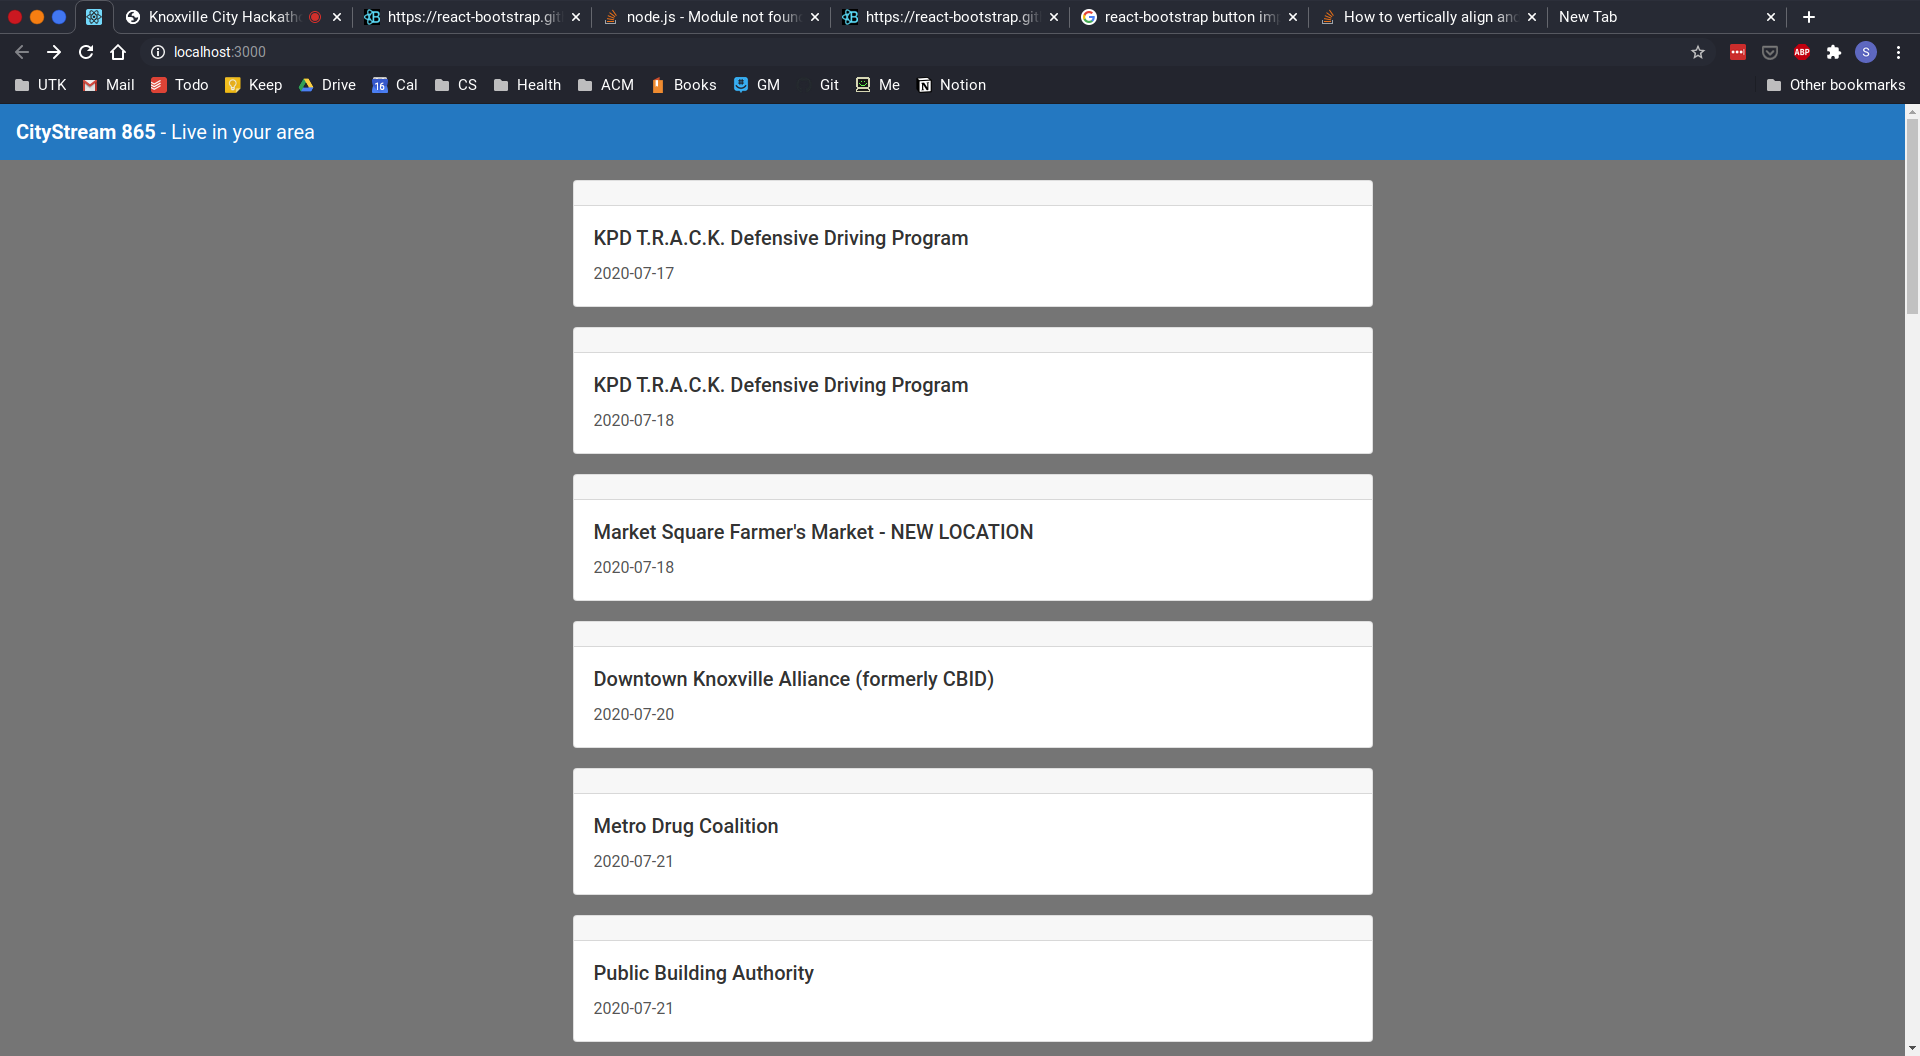 Knoxville City Hackath
https://react-bootstrap.git
node.js - Module not foun
https://react-bootstrap.git
react-bootstrap button im
How to vertically align an
New Tab
localhost:3000
ABP
S
UTK
Mail
Todo
Keep
Drive
16
Cal
CS
Health
ACM
Books
GM
Git
Me
Notion
Other bookmarks
CityStream 865 - Live in your area
KPD T.R.A.C.K. Defensive Driving Program
2020-07-17
KPD T.R.A.C.K. Defensive Driving Program
2020-07-18
Market Square Farmer's Market - NEW LOCATION
2020-07-18
Downtown Knoxville Alliance (formerly CBID)
2020-07-20
Metro Drug Coalition
2020-07-21
Public Building Authority
2020-07-21